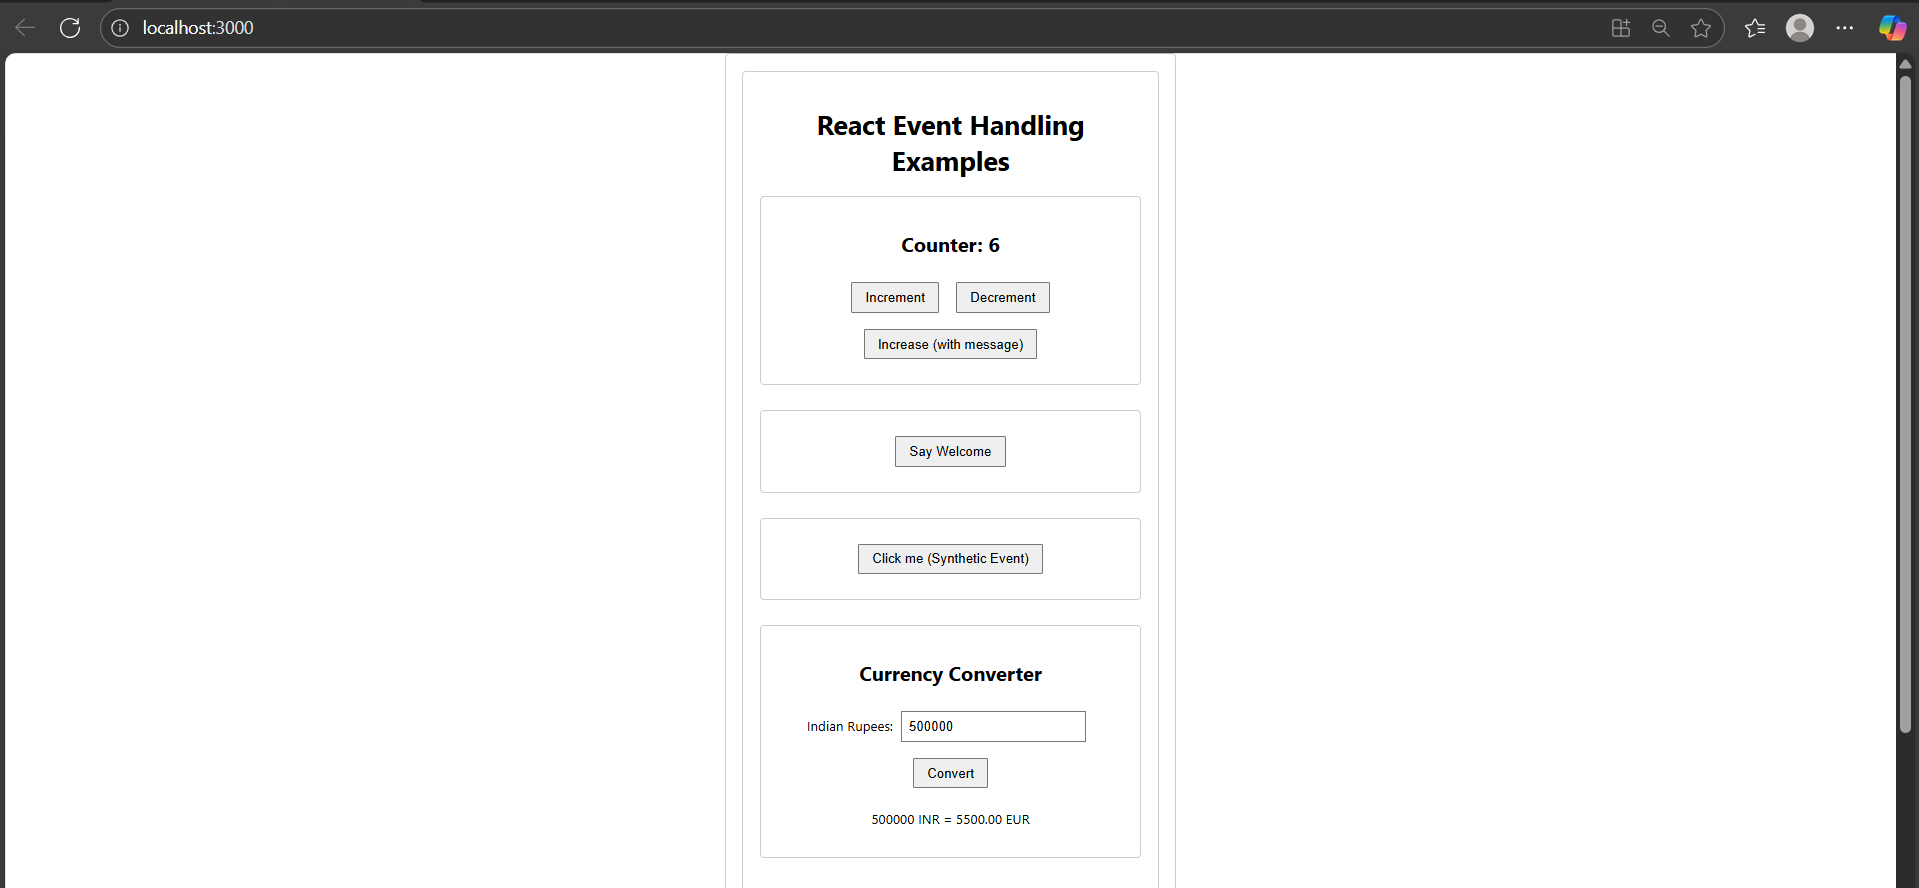 localhost:3000
React Event Handling
Examples
Counter: 6
Increment Decrement
Increase (with message)
Say Welcome
Click me (Synthetic Event)
Currency Converter
Indian Rupees: 500000
Convert
500000 INR = 5500.00 EUR